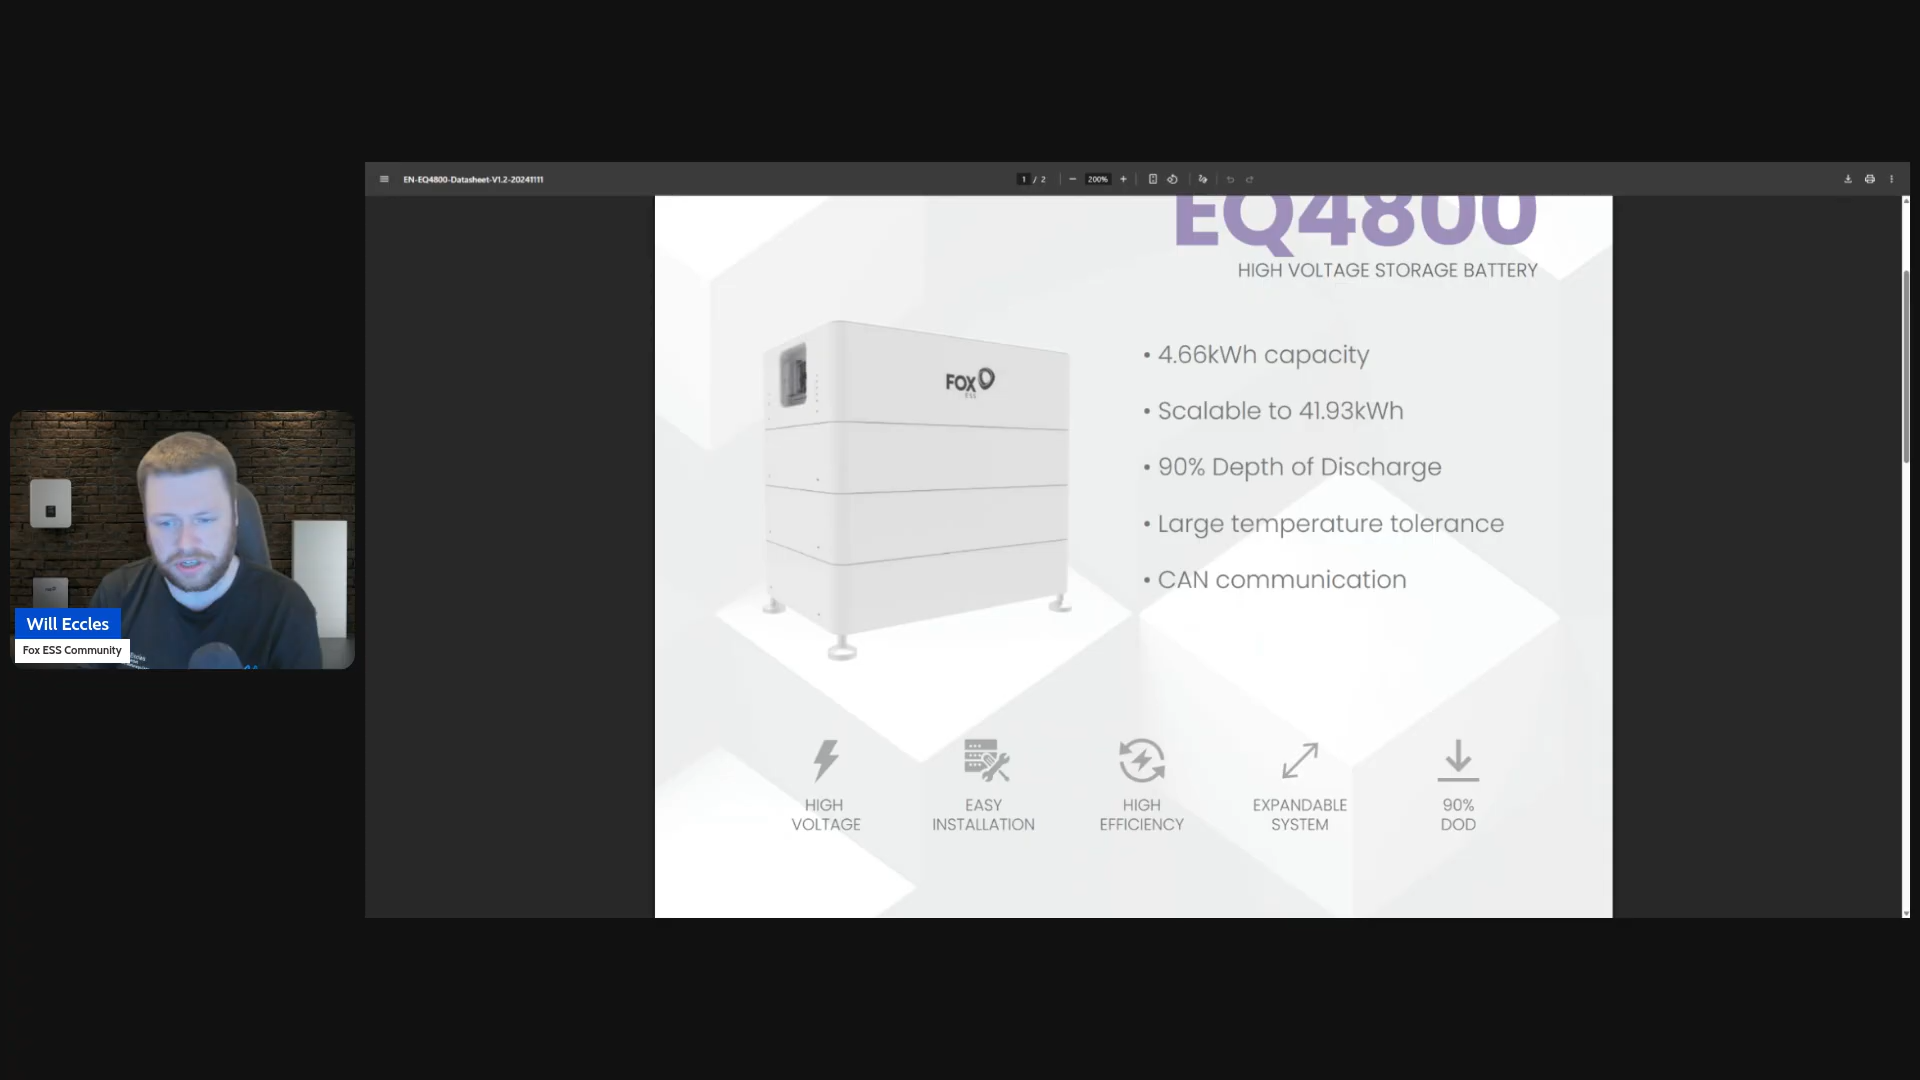 EN-EQ4800-Datasheet-V1.2-20241111
1 / 2
200%
EQ4800
HIGH VOLTAGE STORAGE BATTERY
FOX
ESS
• 4.66kWh capacity
• Scalable to 41.93kWh
• 90% Depth of Discharge
• Large temperature tolerance
• CAN communication
HIGH
VOLTAGE
EASY
INSTALLATION
HIGH
EFFICIENCY
EXPANDABLE
SYSTEM
90%
DOD
Will Eccles
Fox ESS Community